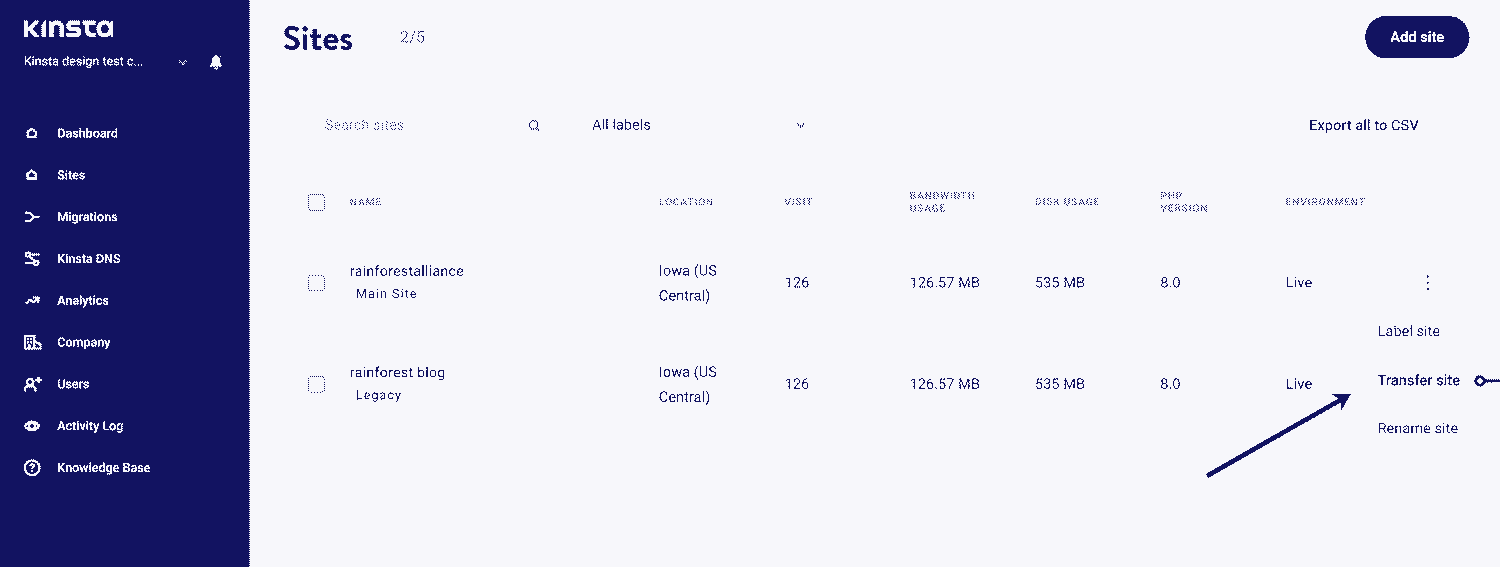 Kinsta
Kinsta design test c...
Dashboard
Sites
Migrations
Kinsta DNS
Analytics
Company
Users
Activity Log
Knowledge Base
Sites 2/5
Add site
Search sites
All labels
Export all to CSV
NAME LOCATION VISIT BANDWIDTH USAGE DISK USAGE PHP VERSION ENVIRONMENT
rainforestalliance
Main Site
Iowa (US
Central)
126 126.57 MB 535 MB 8.0 Live
Label site
Transfer site
Rename site
rainforest blog
Legacy
Iowa (US
Central)
126 126.57 MB 535 MB 8.0 Live